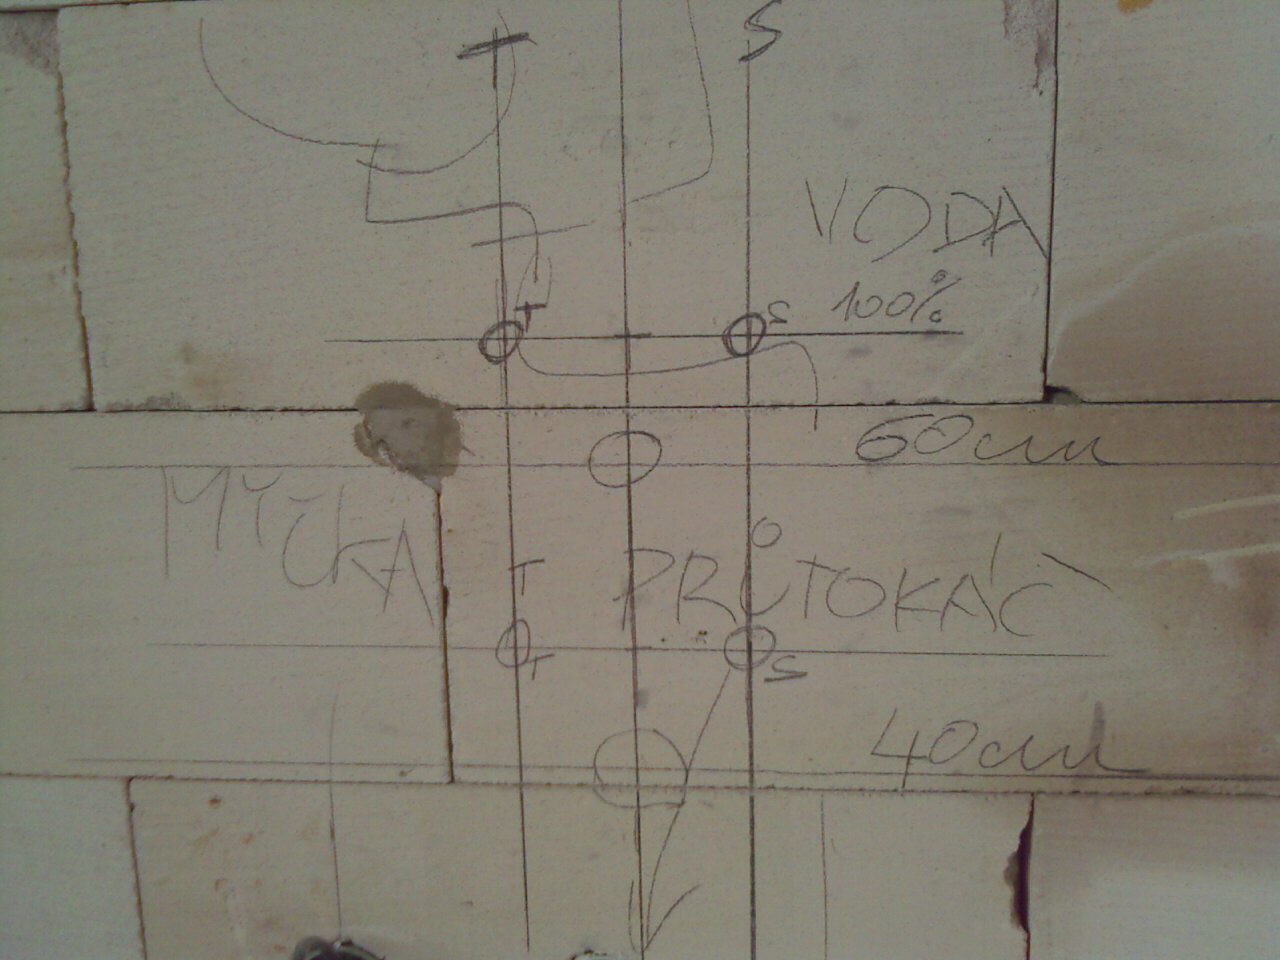 T S
VODA
T S 100%
60cm
MYČKA
T PRŮTOKÁČ
T S
40cm